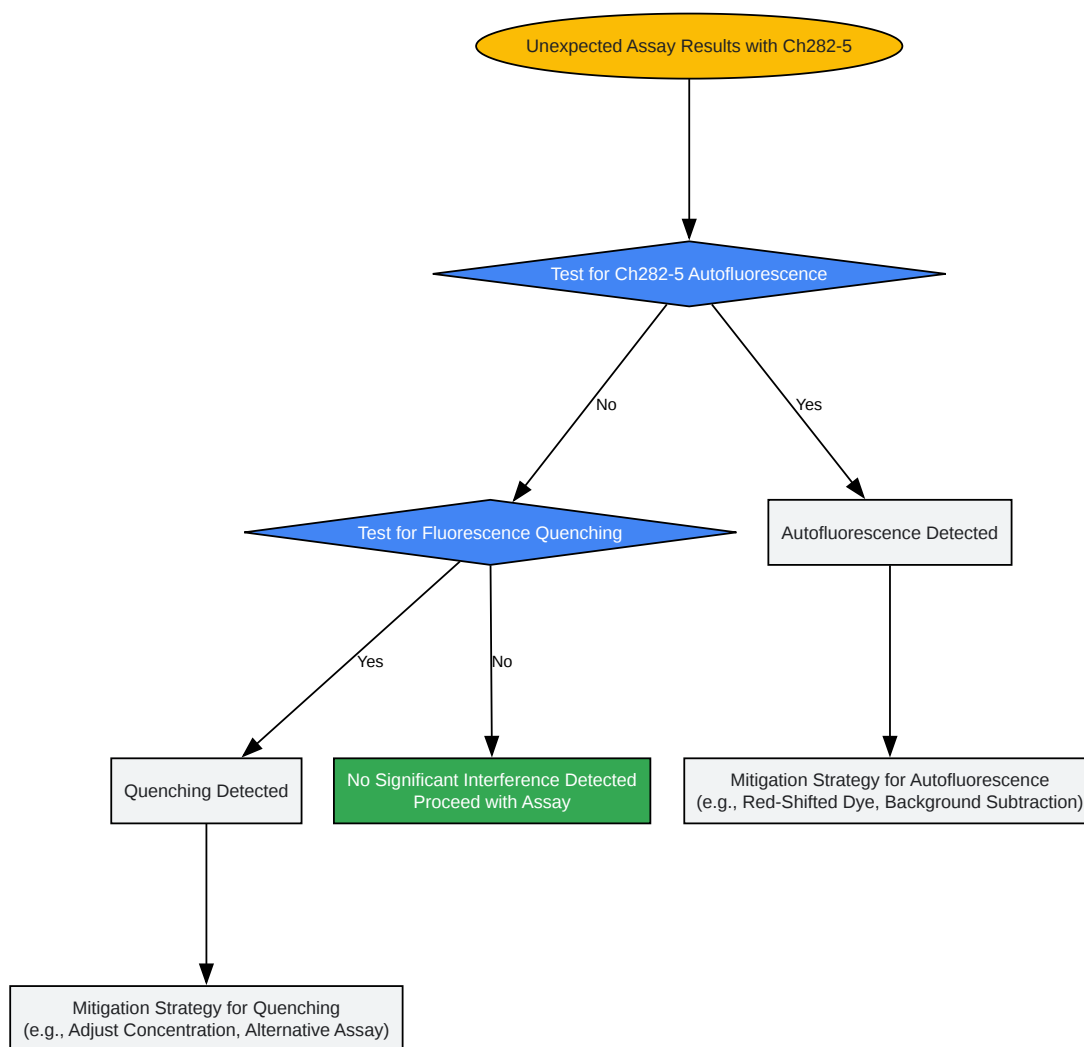 Unexpected Assay Results with Ch282-5
Test for Ch282-5 Autofluorescence
No
Yes
Test for Fluorescence Quenching
Autofluorescence Detected
Yes
No
Quenching Detected
No Significant Interference Detected
Proceed with Assay
Mitigation Strategy for Autofluorescence
(e.g., Red-Shifted Dye, Background Subtraction)
Mitigation Strategy for Quenching
(e.g., Adjust Concentration, Alternative Assay)